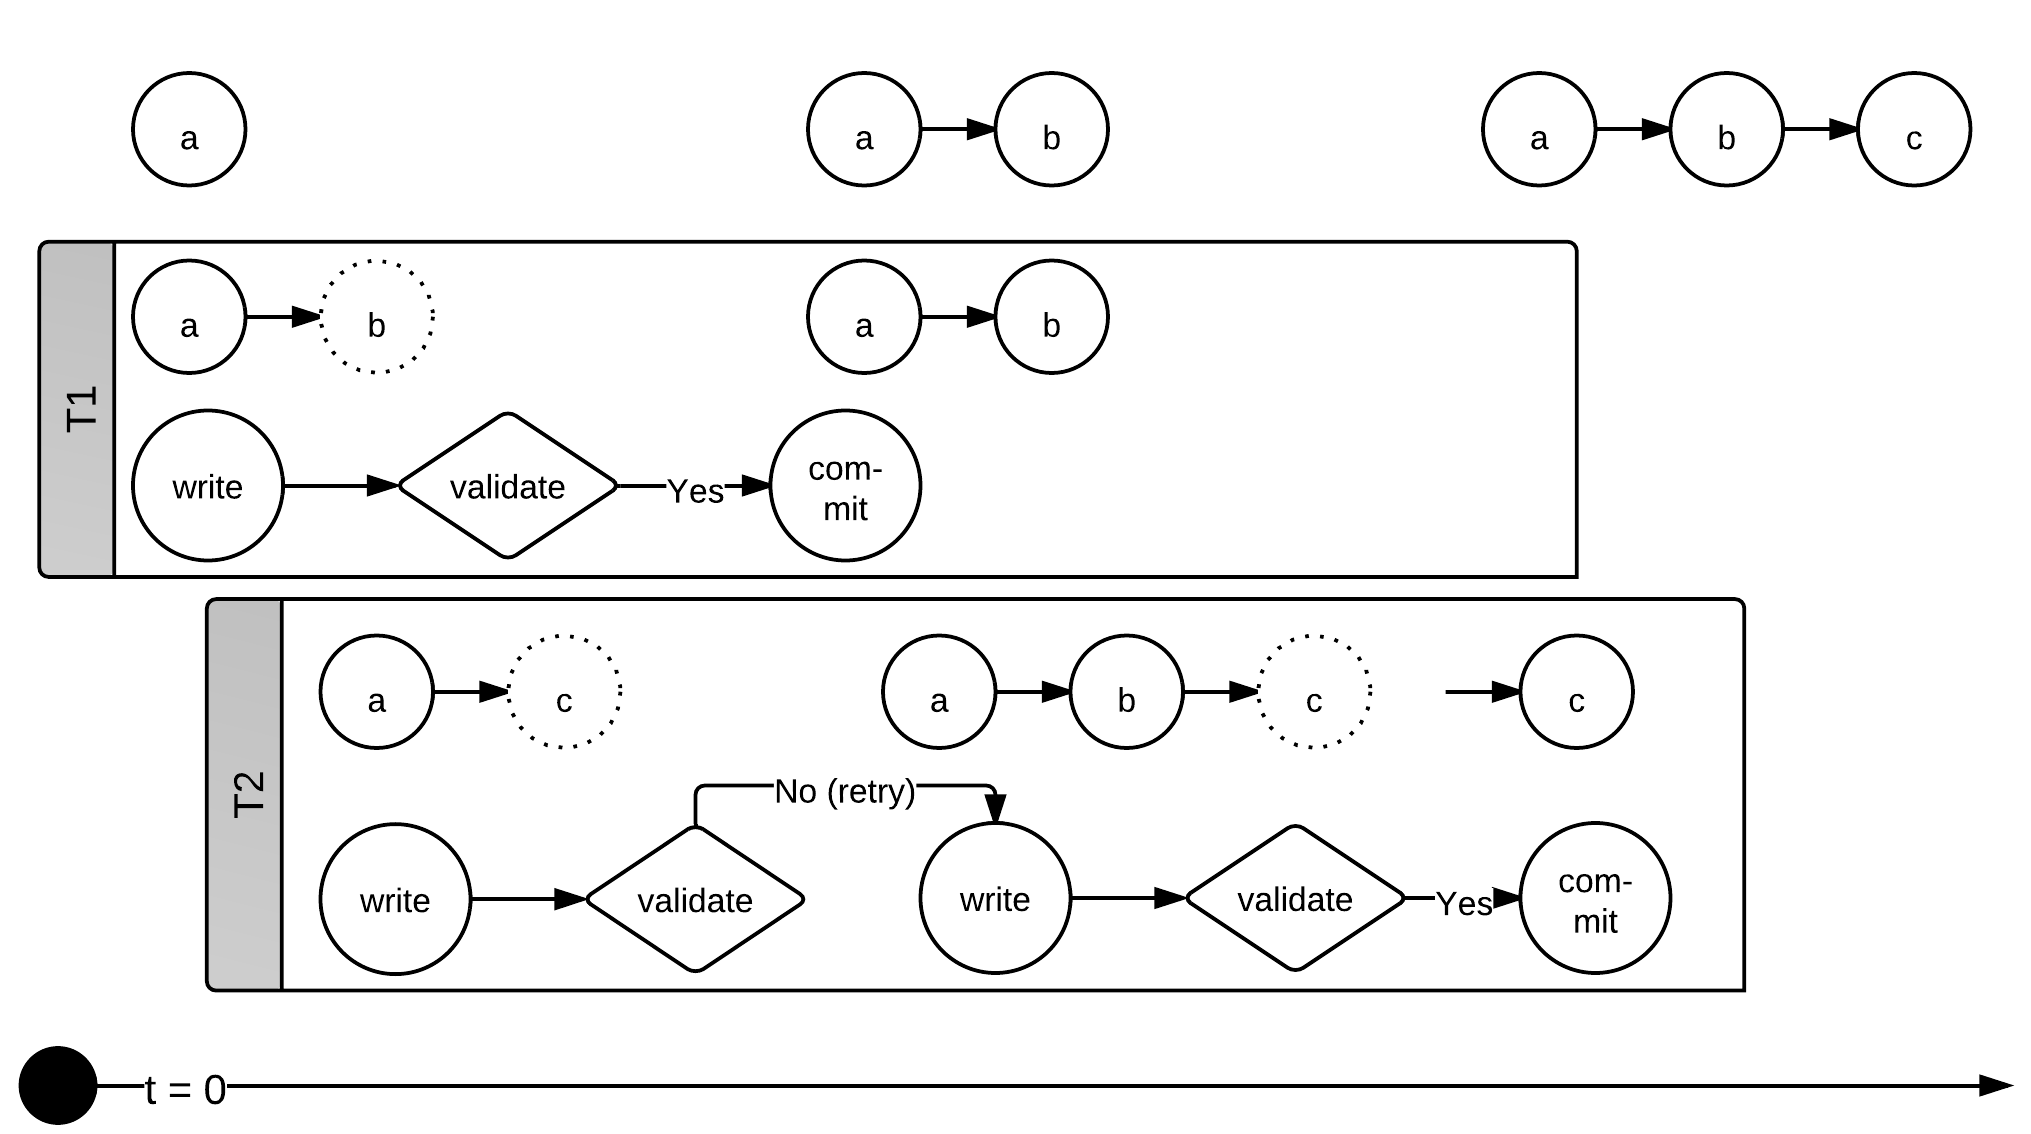 a
a
b
a
b
c
T1
a
b
a
b
write
validate
Yes
com-
mit
T2
a
c
a
b
c
c
No (retry)
write
validate
write
validate
Yes
com-
mit
t = 0